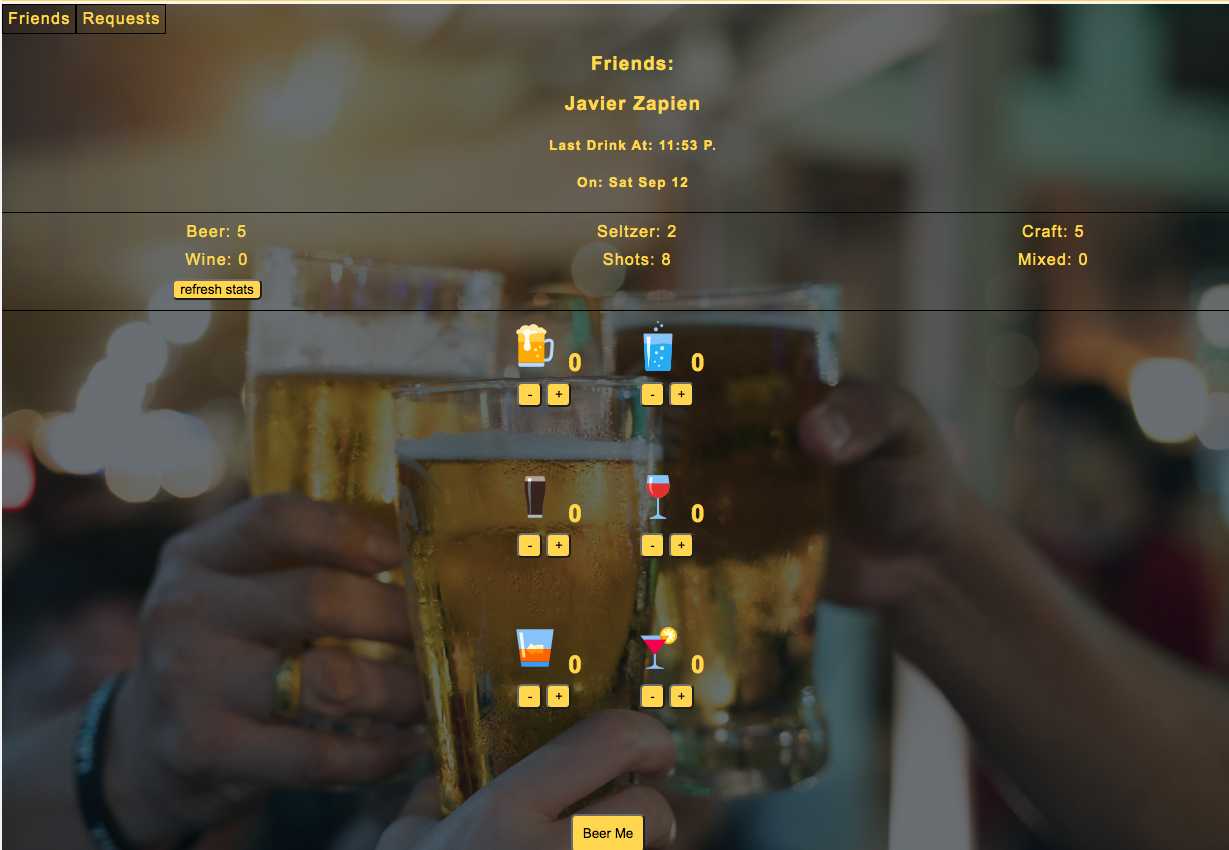 Friends Requests
Friends:
Javier Zapien
Last Drink At: 11:53 P.
On: Sat Sep 12
Beer: 5 Seltzer: 2 Craft: 5
Wine: 0 Shots: 8 Mixed: 0
refresh stats
0 0
- + - +
0 0
- + - +
0 0
- + - +
Beer Me